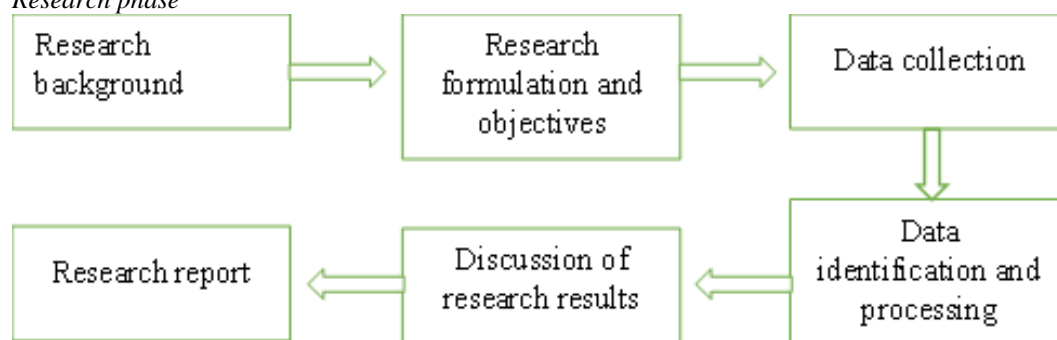 Research phase
Research
background
Research
formulation and
objectives
Data collection
Data
identification and
processing
Discussion of
research results
Research report